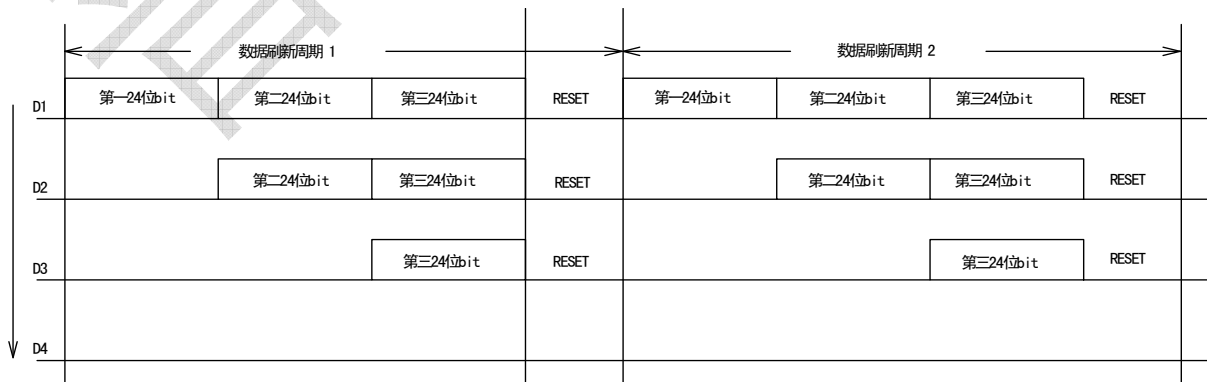 数据刷新周期 1
数据刷新周期 2
D1 第一24位bit 第二24位bit 第三24位bit RESET 第一24位bit 第二24位bit 第三24位bit RESET
D2 第二24位bit 第三24位bit RESET 第二24位bit 第三24位bit RESET
D3 第三24位bit RESET 第三24位bit RESET
D4